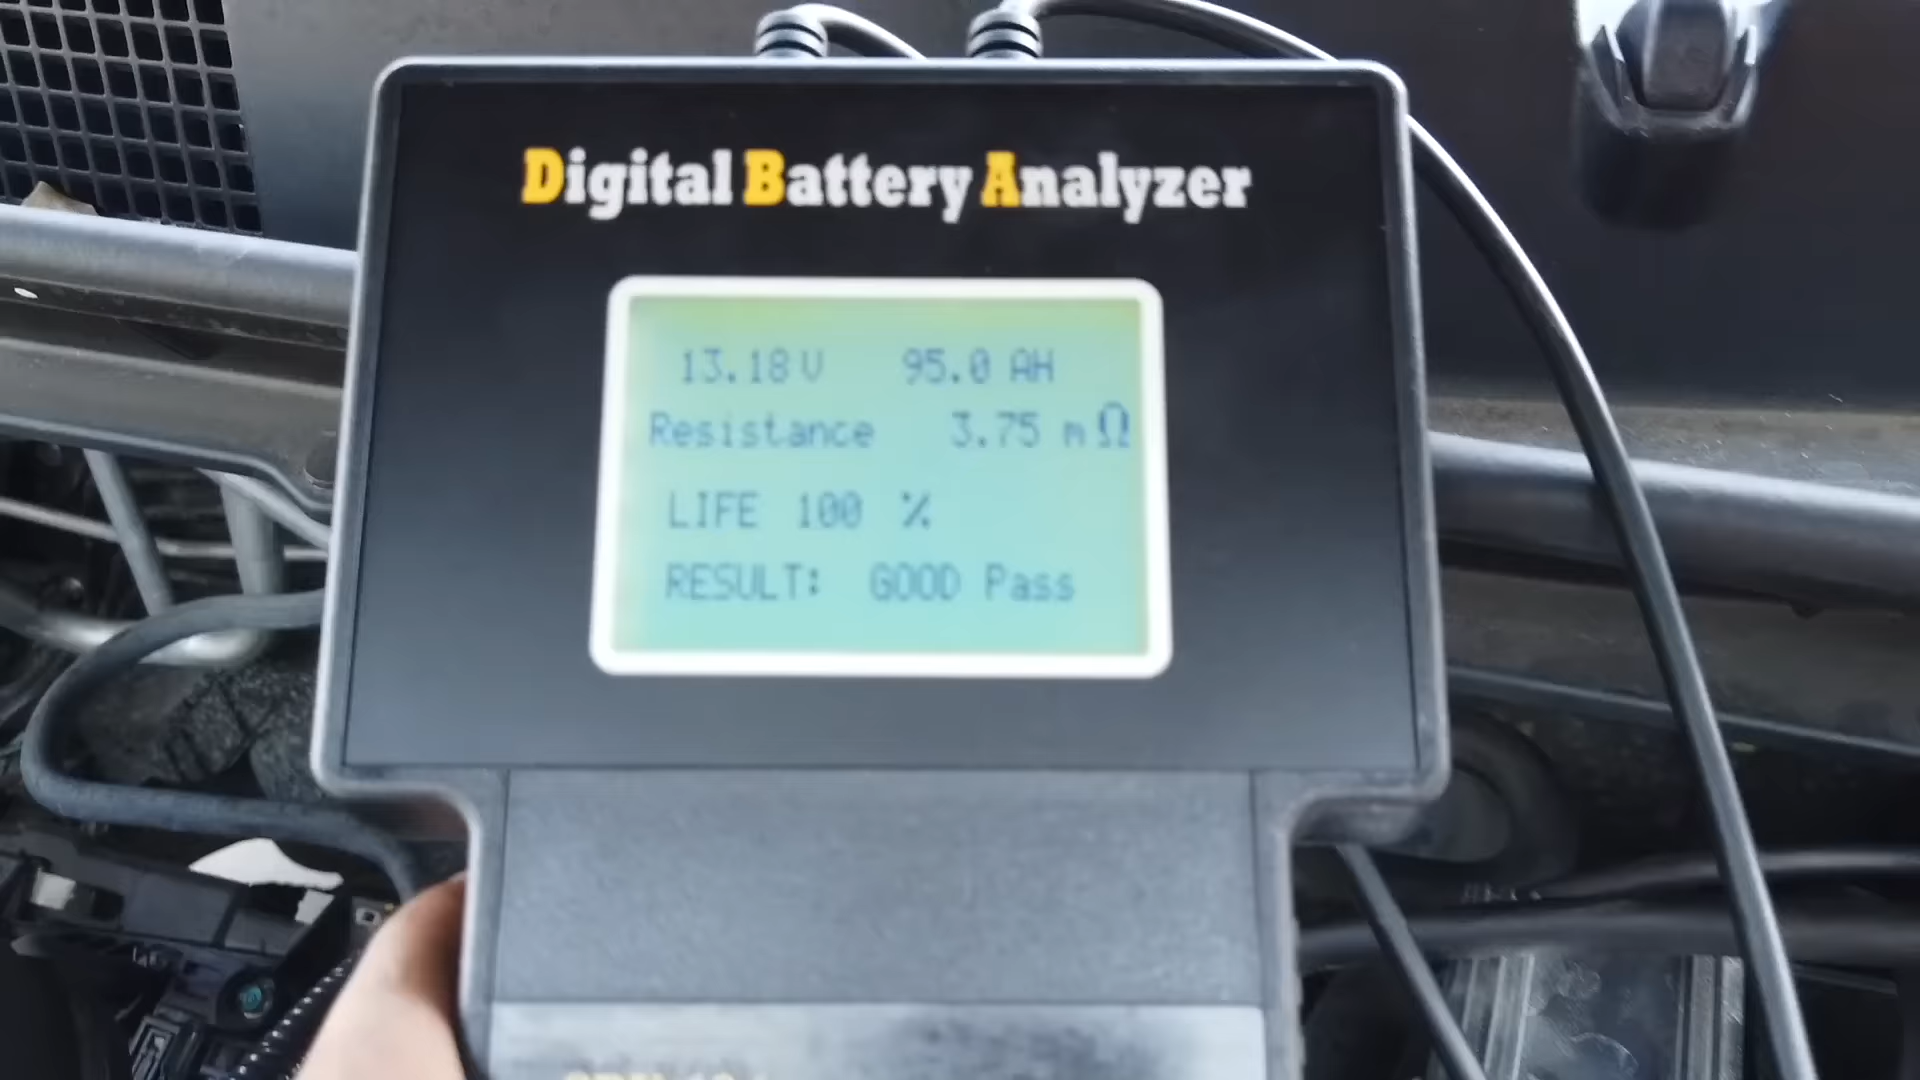 Digital Battery Analyzer
13.18 V 95.0 AH
Resistance 3.75 mΩ
LIFE 100 %
RESULT: GOOD Pass